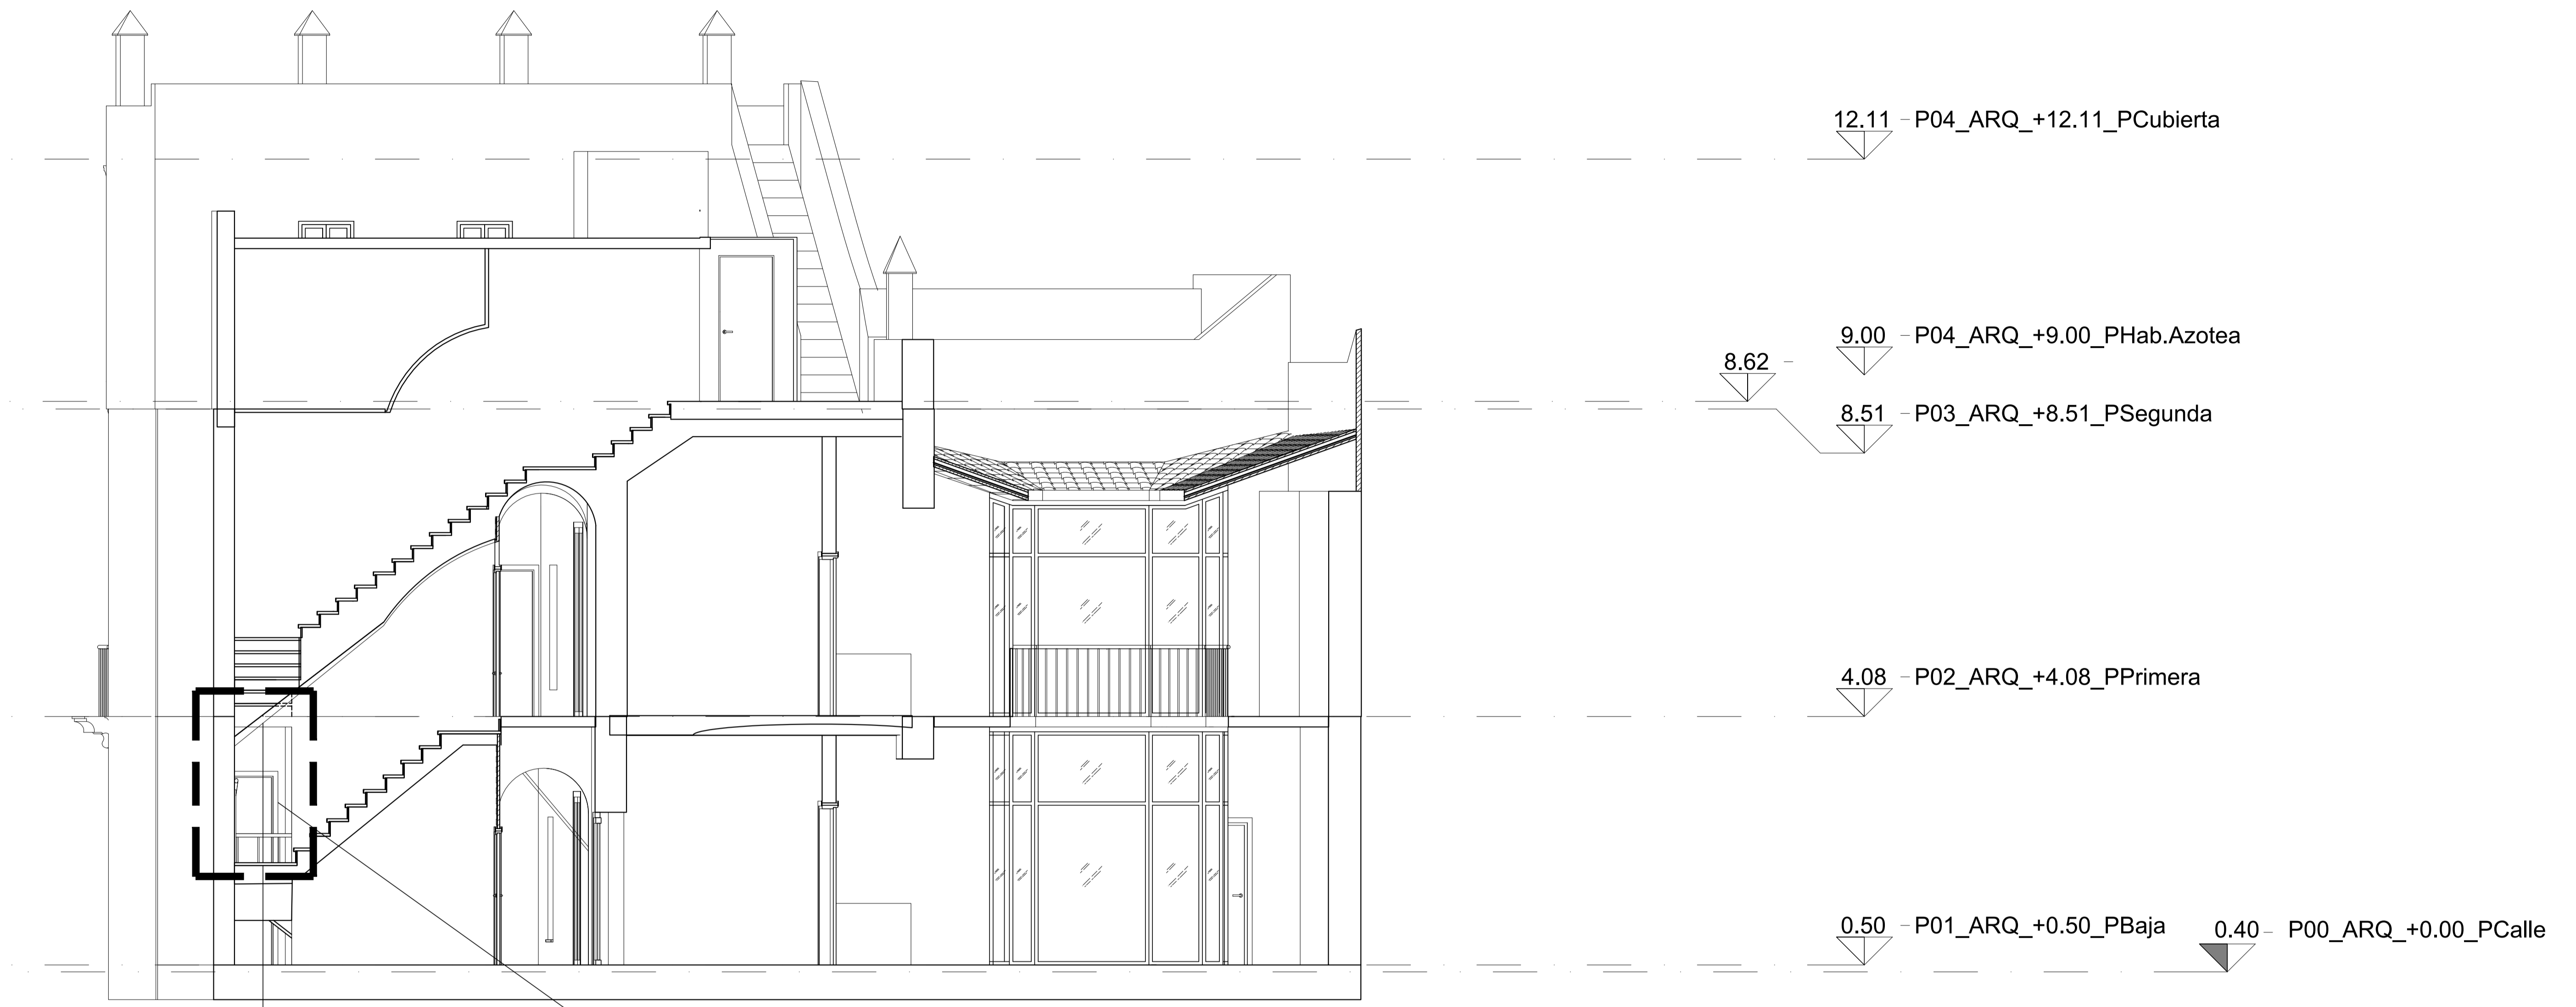 12.11 P04_ARQ_+12.11_PCubierta
9.00 P04_ARQ_+9.00_PHab.Azotea
8.62
8.51 P03_ARQ_+8.51_PSegunda
4.08 P02_ARQ_+4.08_PPrimera
0.50 P01_ARQ_+0.50_PBaja
0.40 P00_ARQ_+0.00_PCalle